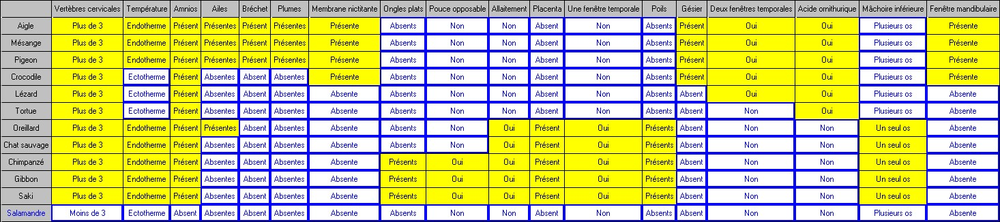 Vertèbres cervicales Température Amnios Ailes Bréchet Plumes Membrane nictitante Ongles plats Pouce opposable Allaitement Placenta Une fenêtre temporale Poils Gésier Deux fenêtres temporales Acide ornithurique Mâchoire inférieure Fenêtre mandibulaire
Aigle Plus de 3 Endotherme Présent Présentes Présent Présentes Présente Absents Non Non Absent Non Absents Présent Oui Oui Plusieurs os Présente
Mésange Plus de 3 Endotherme Présent Présentes Présent Présentes Présente Absents Non Non Absent Non Absents Présent Oui Oui Plusieurs os Présente
Pigeon Plus de 3 Endotherme Présent Présentes Présent Présentes Présente Absents Non Non Absent Non Absents Présent Oui Oui Plusieurs os Présente
Crocodile Plus de 3 Ectotherme Présent Absentes Absent Absentes Présente Absents Non Non Absent Non Absents Présent Oui Oui Plusieurs os Présente
Lézard Plus de 3 Ectotherme Présent Absentes Absent Absentes Absente Absents Non Non Absent Non Absents Absent Oui Oui Plusieurs os Absente
Tortue Plus de 3 Ectotherme Présent Absentes Absent Absentes Absente Absents Non Non Absent Non Absents Absent Non Oui Plusieurs os Absente
Oreillard Plus de 3 Endotherme Présent Présentes Absent Absentes Absente Absents Non Oui Présent Oui Présents Absent Non Non Un seul os Absente
Chat sauvage Plus de 3 Endotherme Présent Absentes Absent Absentes Absente Absents Non Oui Présent Oui Présents Absent Non Non Un seul os Absente
Chimpanzé Plus de 3 Endotherme Présent Absentes Absent Absentes Absente Présents Oui Oui Présent Oui Présents Absent Non Non Un seul os Absente
Gibbon Plus de 3 Endotherme Présent Absentes Absent Absentes Absente Présents Oui Oui Présent Oui Présents Absent Non Non Un seul os Absente
Saki Plus de 3 Endotherme Présent Absentes Absent Absentes Absente Présents Oui Oui Présent Oui Présents Absent Non Non Un seul os Absente
Salamandre Moins de 3 Ectotherme Absent Absentes Absent Absentes Absente Absents Non Non Absent Non Absents Absent Non Non Plusieurs os Absente